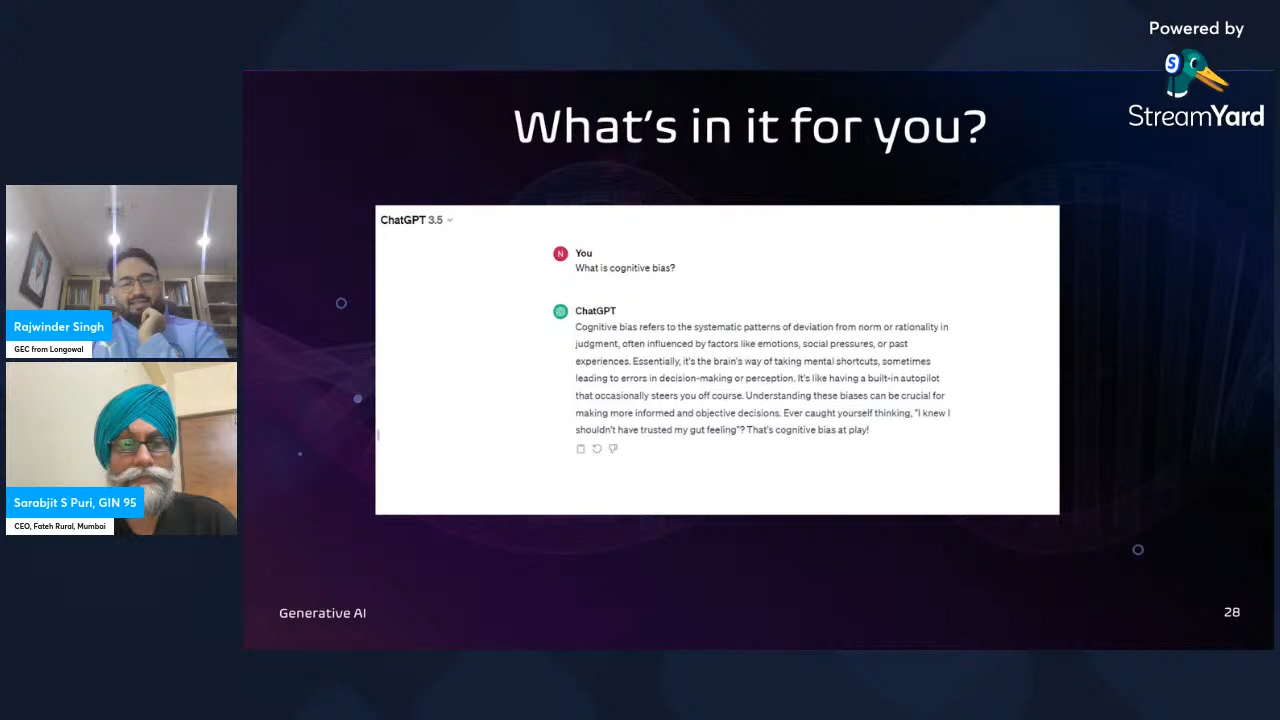 Powered by
StreamYard
What's in it for you?
ChatGPT 3.5
N
You
What is cognitive bias?
ChatGPT
Cognitive bias refers to the systematic patterns of deviation from norm or rationality in
judgment, often influenced by factors like emotions, social pressures, or past
experiences. Essentially, it's the brain's way of taking mental shortcuts, sometimes
leading to errors in decision-making or perception. It's like having a built-in autopilot
that occasionally steers you off course. Understanding these biases can be crucial for
making more informed and objective decisions. Ever caught yourself thinking, "I knew I
shouldn't have trusted my gut feeling"? That's cognitive bias at play!
Rajwinder Singh
GEC from Longowal
Sarabjit S Puri, GIN 95
CEO, Fateh Rural, Mumbai
Generative AI
28